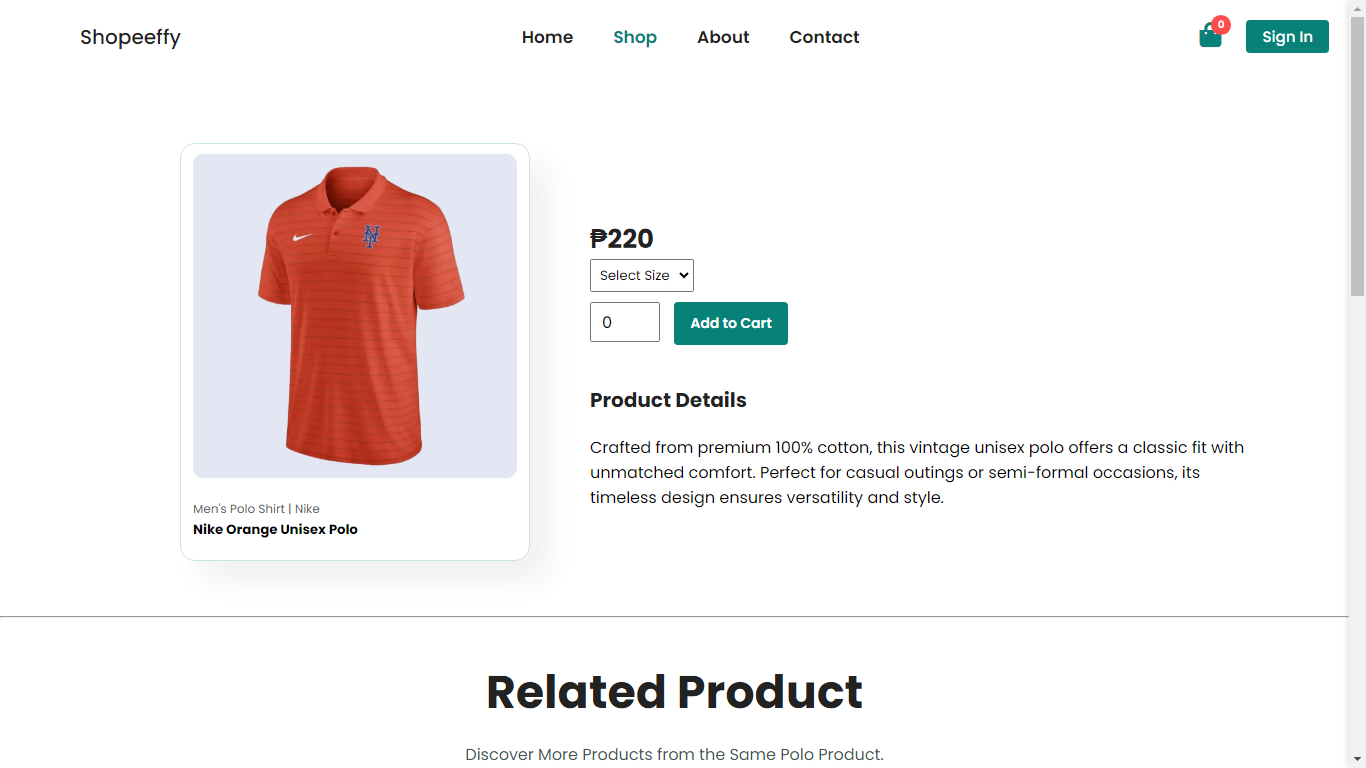 Shopeeffy
Home
Shop
About
Contact
0
Sign In
NY
Men's Polo Shirt | Nike
Nike Orange Unisex Polo
₱220
Select Size
0
Add to Cart
Product Details
Crafted from premium 100% cotton, this vintage unisex polo offers a classic fit with
unmatched comfort. Perfect for casual outings or semi-formal occasions, its
timeless design ensures versatility and style.
Related Product
Discover More Products from the Same Polo Product.